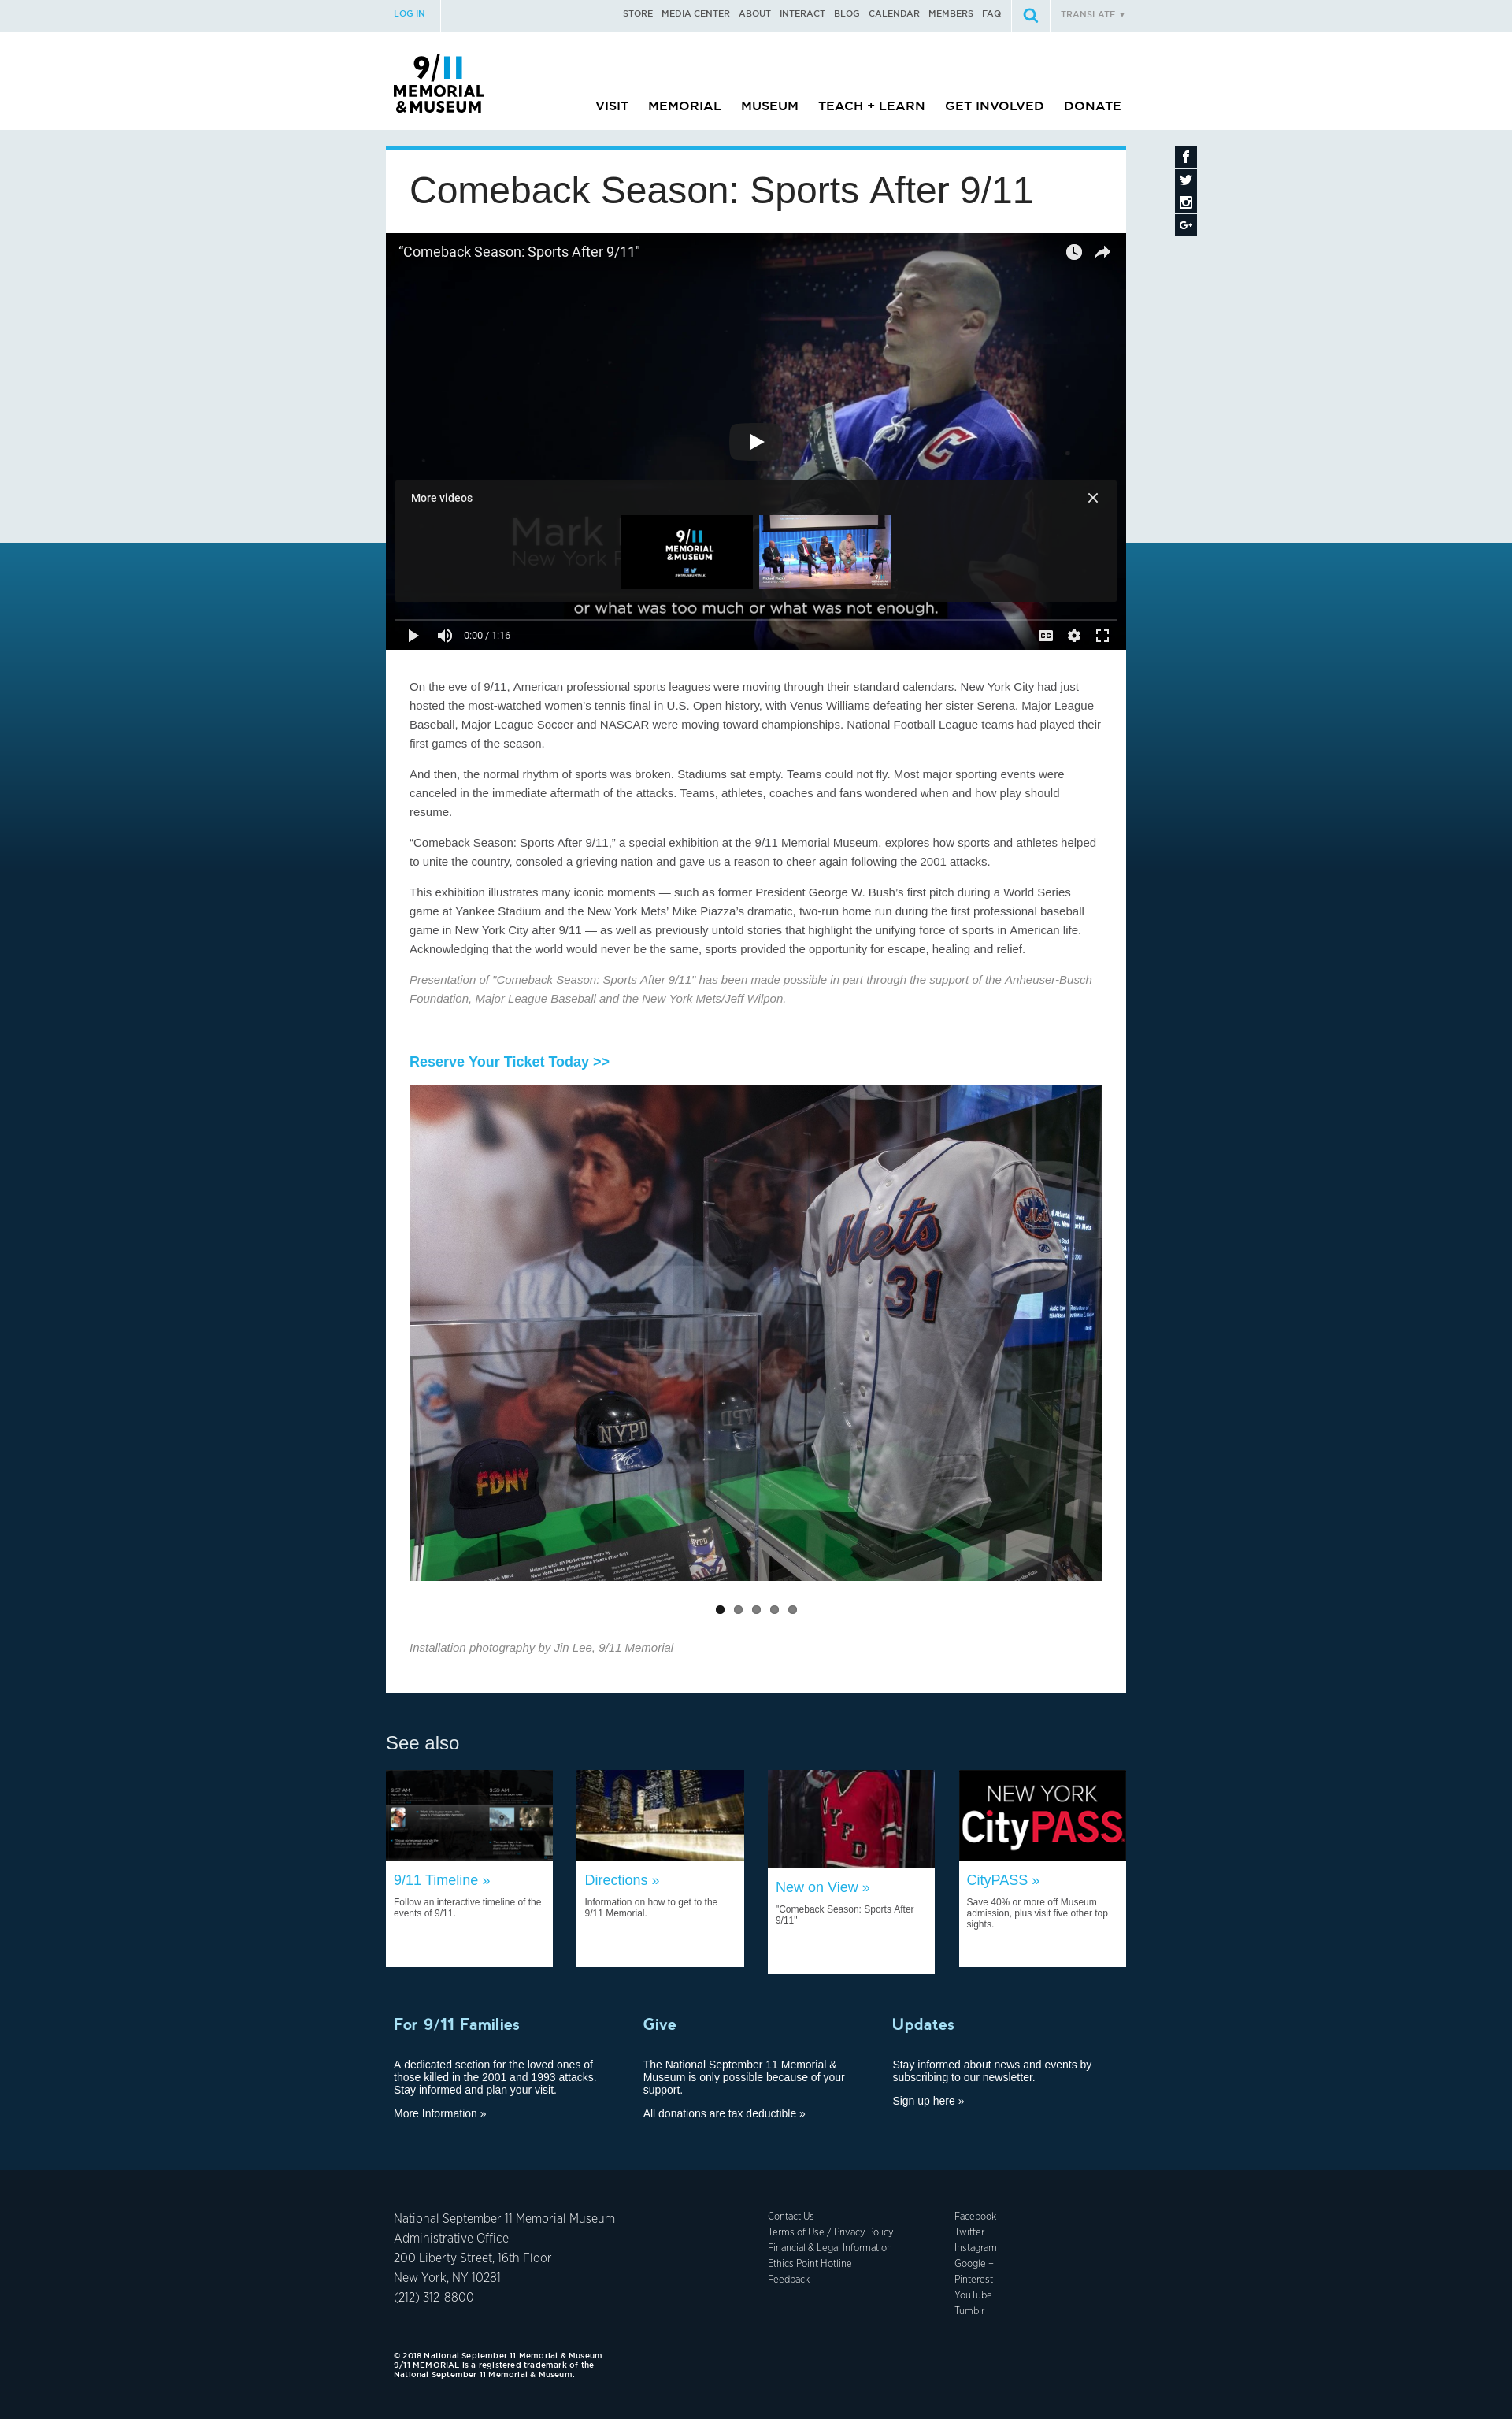 LOG IN
STORE MEDIA CENTER ABOUT INTERACT BLOG CALENDAR MEMBERS FAQ
TRANSLATE ▼
9/11
MEMORIAL
&MUSEUM
VISIT MEMORIAL MUSEUM TEACH + LEARN GET INVOLVED DONATE
Comeback Season: Sports After 9/11
“Comeback Season: Sports After 9/11"
C
More videos
Mark
New York
9/11
MEMORIAL
&MUSEUM
or what was too much or what was not enough.
0:00 / 1:16
CC
On the eve of 9/11, American professional sports leagues were moving through their standard calendars. New York City had just
hosted the most-watched women’s tennis final in U.S. Open history, with Venus Williams defeating her sister Serena. Major League
Baseball, Major League Soccer and NASCAR were moving toward championships. National Football League teams had played their
first games of the season.
And then, the normal rhythm of sports was broken. Stadiums sat empty. Teams could not fly. Most major sporting events were
canceled in the immediate aftermath of the attacks. Teams, athletes, coaches and fans wondered when and how play should
resume.
“Comeback Season: Sports After 9/11,” a special exhibition at the 9/11 Memorial Museum, explores how sports and athletes helped
to unite the country, consoled a grieving nation and gave us a reason to cheer again following the 2001 attacks.
This exhibition illustrates many iconic moments — such as former President George W. Bush’s first pitch during a World Series
game at Yankee Stadium and the New York Mets’ Mike Piazza’s dramatic, two-run home run during the first professional baseball
game in New York City after 9/11 — as well as previously untold stories that highlight the unifying force of sports in American life.
Acknowledging that the world would never be the same, sports provided the opportunity for escape, healing and relief.
Presentation of "Comeback Season: Sports After 9/11" has been made possible in part through the support of the Anheuser-Busch
Foundation, Major League Baseball and the New York Mets/Jeff Wilpon.
Reserve Your Ticket Today >>
Mets
31
NYPD
FDNY
Installation photography by Jin Lee, 9/11 Memorial
See also
NEW YORK
CityPASS
NYFD
9/11 Timeline »
Follow an interactive timeline of the
events of 9/11.
Directions »
Information on how to get to the
9/11 Memorial.
New on View »
"Comeback Season: Sports After
9/11"
CityPASS »
Save 40% or more off Museum
admission, plus visit five other top
sights.
For 9/11 Families
A dedicated section for the loved ones of
those killed in the 2001 and 1993 attacks.
Stay informed and plan your visit.
More Information »
Give
The National September 11 Memorial &
Museum is only possible because of your
support.
All donations are tax deductible »
Updates
Stay informed about news and events by
subscribing to our newsletter.
Sign up here »
National September 11 Memorial Museum
Administrative Office
200 Liberty Street, 16th Floor
New York, NY 10281
(212) 312-8800
Contact Us
Terms of Use / Privacy Policy
Financial & Legal Information
Ethics Point Hotline
Feedback
Facebook
Twitter
Instagram
Google +
Pinterest
YouTube
Tumblr
© 2018 National September 11 Memorial & Museum
9/11 MEMORIAL is a registered trademark of the
National September 11 Memorial & Museum.